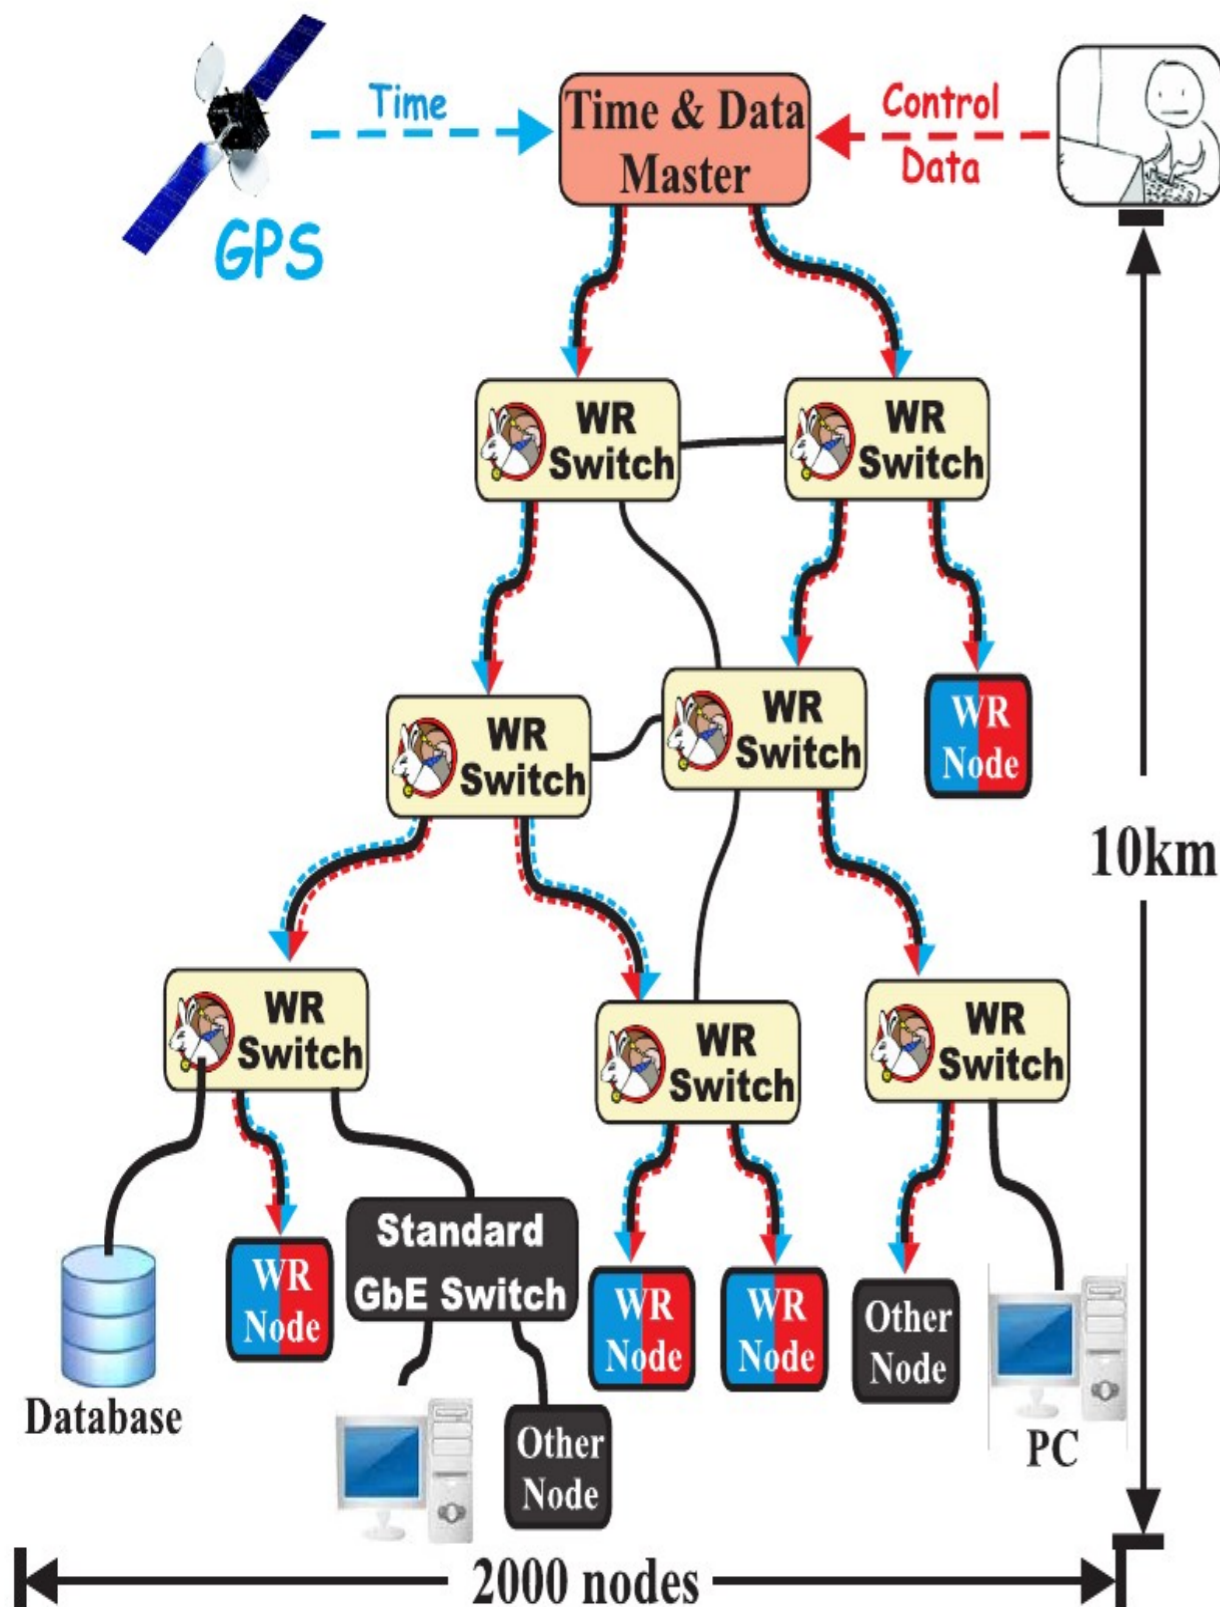 Time
Time & Data
Master
Control
Data
GPS
WR
Switch
WR
Switch
WR
Switch
WR
Switch
WR
Node
10km
WR
Switch
WR
Switch
WR
Switch
Standard
GbE Switch
WR
Node
WR
Node
WR
Node
Other
Node
Database
Other
Node
PC
2000 nodes